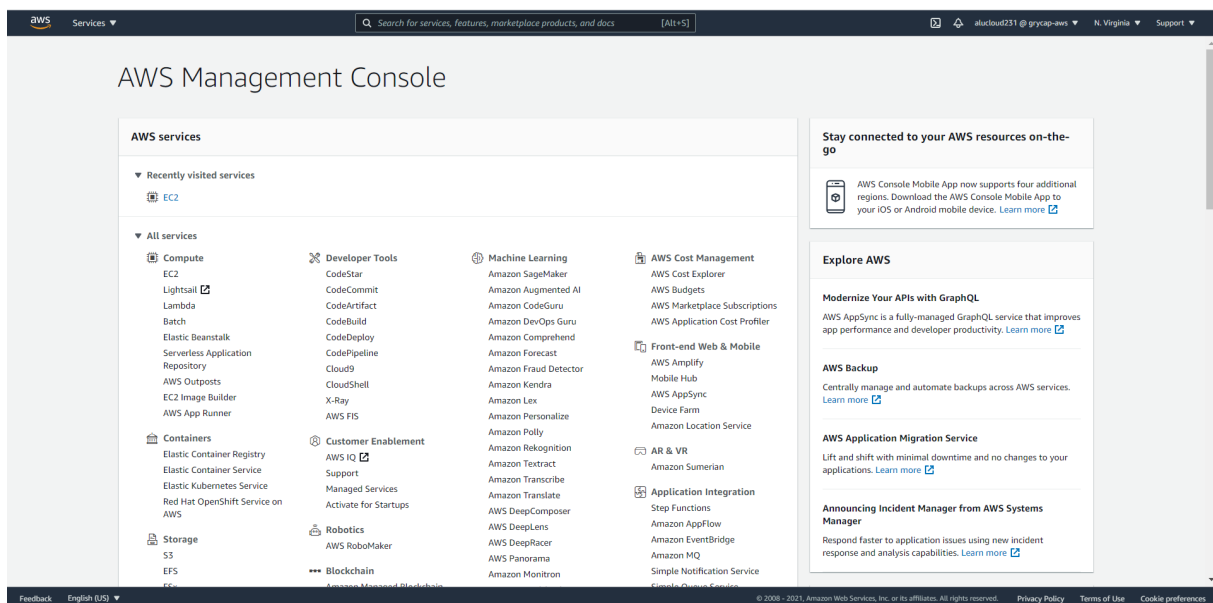 aws
Services ▼
Search for services, features, marketplace products, and docs
[Alt+S]
alucloud231 @ grycap-aws ▼
N. Virginia ▼
Support ▼
AWS Management Console
AWS services
▼ Recently visited services
EC2
▼ All services
Compute
EC2
Lightsail
Lambda
Batch
Elastic Beanstalk
Serverless Application
Repository
AWS Outposts
EC2 Image Builder
AWS App Runner
Containers
Elastic Container Registry
Elastic Container Service
Elastic Kubernetes Service
Red Hat OpenShift Service on
AWS
Storage
S3
EFS
FSx
Developer Tools
CodeStar
CodeCommit
CodeArtifact
CodeBuild
CodeDeploy
CodePipeline
Cloud9
CloudShell
X-Ray
AWS FIS
Customer Enablement
AWS IQ
Support
Managed Services
Activate for Startups
Robotics
AWS RoboMaker
Blockchain
Amazon Managed Blockchain
Machine Learning
Amazon SageMaker
Amazon Augmented AI
Amazon CodeGuru
Amazon DevOps Guru
Amazon Comprehend
Amazon Forecast
Amazon Fraud Detector
Amazon Kendra
Amazon Lex
Amazon Personalize
Amazon Polly
Amazon Rekognition
Amazon Textract
Amazon Transcribe
Amazon Translate
AWS DeepComposer
AWS DeepLens
AWS DeepRacer
AWS Panorama
Amazon Monitron
AWS Cost Management
AWS Cost Explorer
AWS Budgets
AWS Marketplace Subscriptions
AWS Application Cost Profiler
Front-end Web & Mobile
AWS Amplify
Mobile Hub
AWS AppSync
Device Farm
Amazon Location Service
AR & VR
Amazon Sumerian
Application Integration
Step Functions
Amazon AppFlow
Amazon EventBridge
Amazon MQ
Simple Notification Service
Simple Queue Service
Stay connected to your AWS resources on-the-
go
AWS Console Mobile App now supports four additional
regions. Download the AWS Console Mobile App to
your iOS or Android mobile device. Learn more
Explore AWS
Modernize Your APIs with GraphQL
AWS AppSync is a fully-managed GraphQL service that improves
app performance and developer productivity. Learn more
AWS Backup
Centrally manage and automate backups across AWS services.
Learn more
AWS Application Migration Service
Lift and shift with minimal downtime and no changes to your
applications. Learn more
Announcing Incident Manager from AWS Systems
Manager
Respond faster to application issues using new incident
response and analysis capabilities. Learn more
Feedback
English (US) ▼
© 2008 - 2021, Amazon Web Services, Inc. or its affiliates. All rights reserved.
Privacy Policy
Terms of Use
Cookie preferences